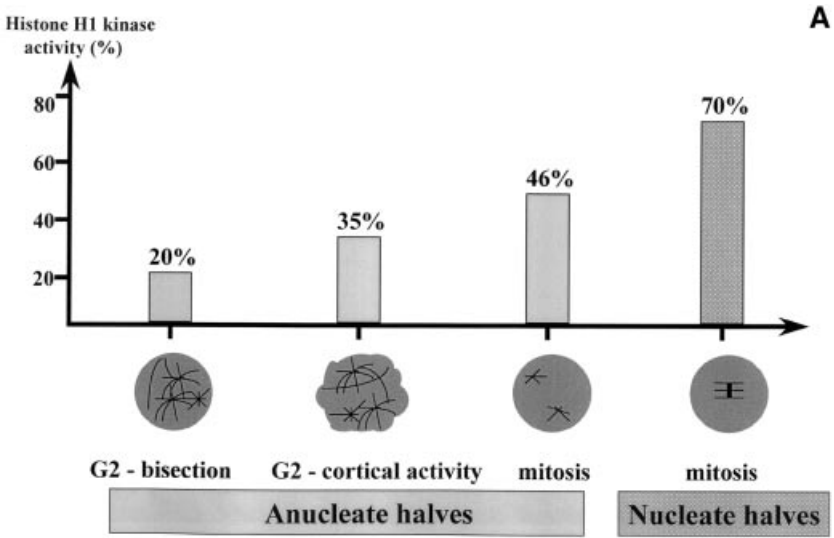 Histone H1 kinase
activity (%)
A
80
60
40
20
20%
35%
46%
70%
G2 - bisection
G2 - cortical activity
mitosis
mitosis
Anucleate halves
Nucleate halves